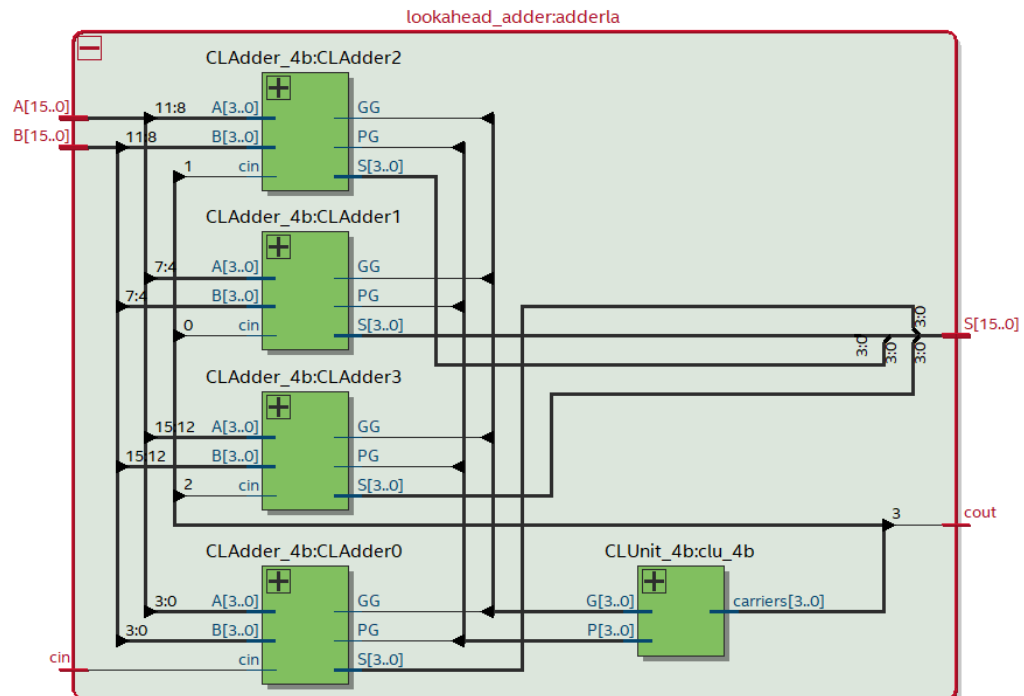 lookahead_adder:adderla
CLAdder_4b:CLAdder2
A[15..0] 11:8 A[3..0] GG
B[15..0] 11:8 B[3..0] PG
1 cin S[3..0]
CLAdder_4b:CLAdder1
7:4 A[3..0] GG
7:4 B[3..0] PG
0 cin S[3..0]
3:0 3:0 3:0 3:0 S[15..0]
CLAdder_4b:CLAdder3
15:12 A[3..0] GG
15:12 B[3..0] PG
2 cin S[3..0]
3 cout
CLAdder_4b:CLAdder0 CLUnit_4b:clu_4b
3:0 A[3..0] GG G[3..0] carriers[3..0]
3:0 B[3..0] PG P[3..0]
cin cin S[3..0]